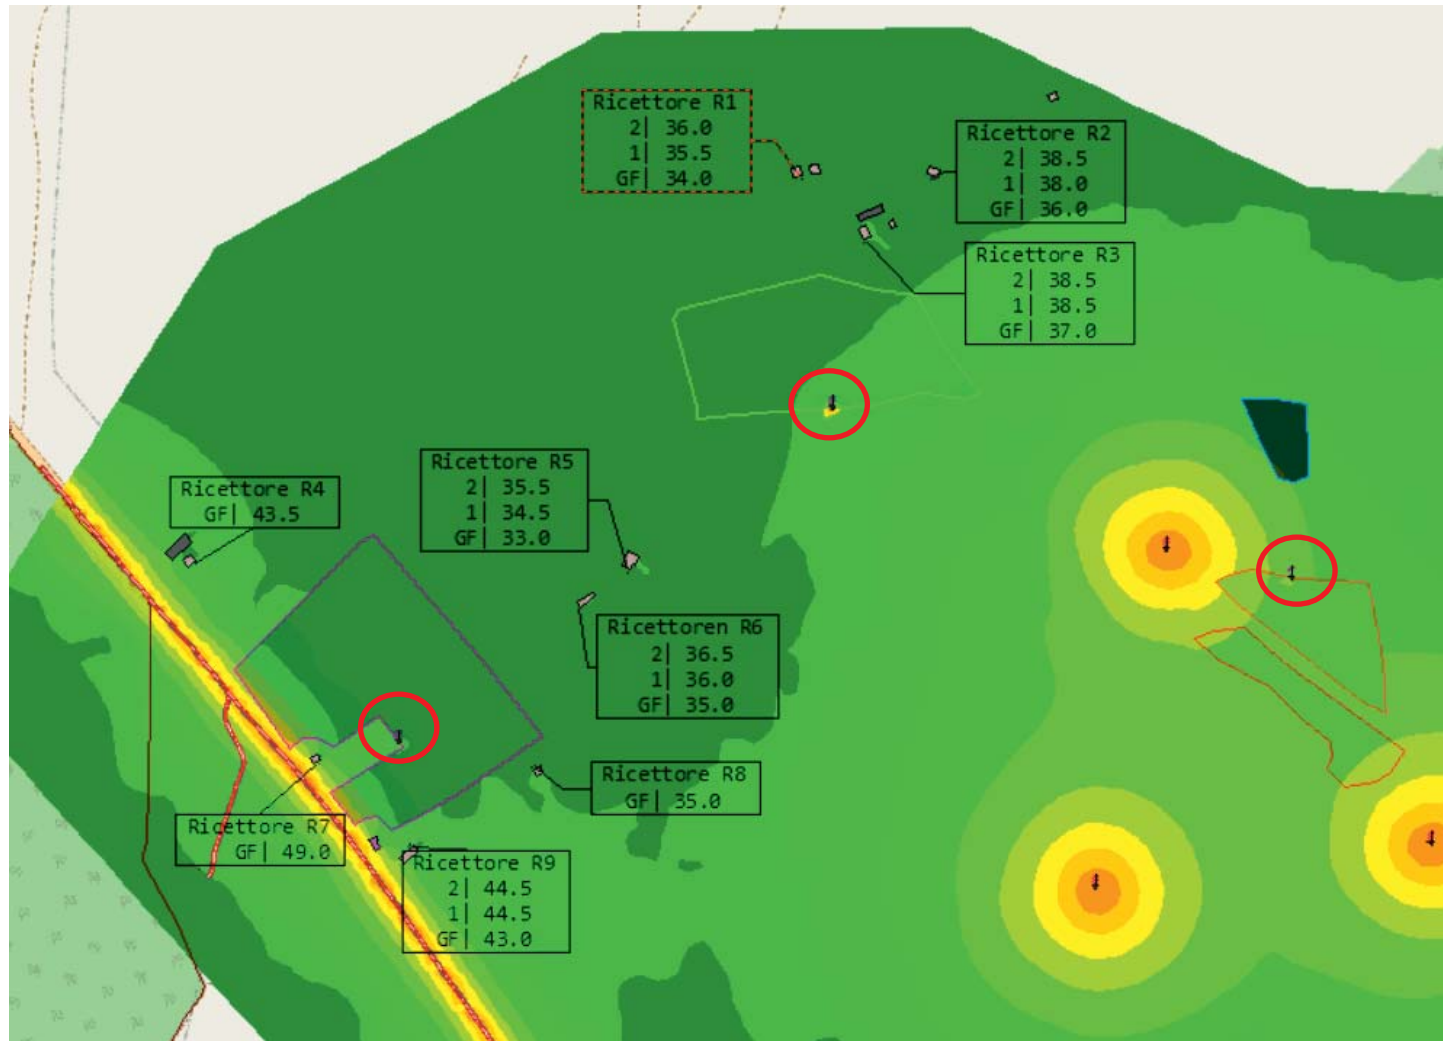 Ricettore R1
2| 36.0
1| 35.5
GF| 34.0
Ricettore R2
2| 38.5
1| 38.0
GF| 36.0
Ricettore R3
2| 38.5
1| 38.5
GF| 37.0
Ricettore R4
GF| 43.5
Ricettore R5
2| 35.5
1| 34.5
GF| 33.0
Ricettoren R6
2| 36.5
1| 36.0
GF| 35.0
Ricettore R8
GF| 35.0
Ricettore R7
GF| 49.0
Ricettore R9
2| 44.5
1| 44.5
GF| 43.0